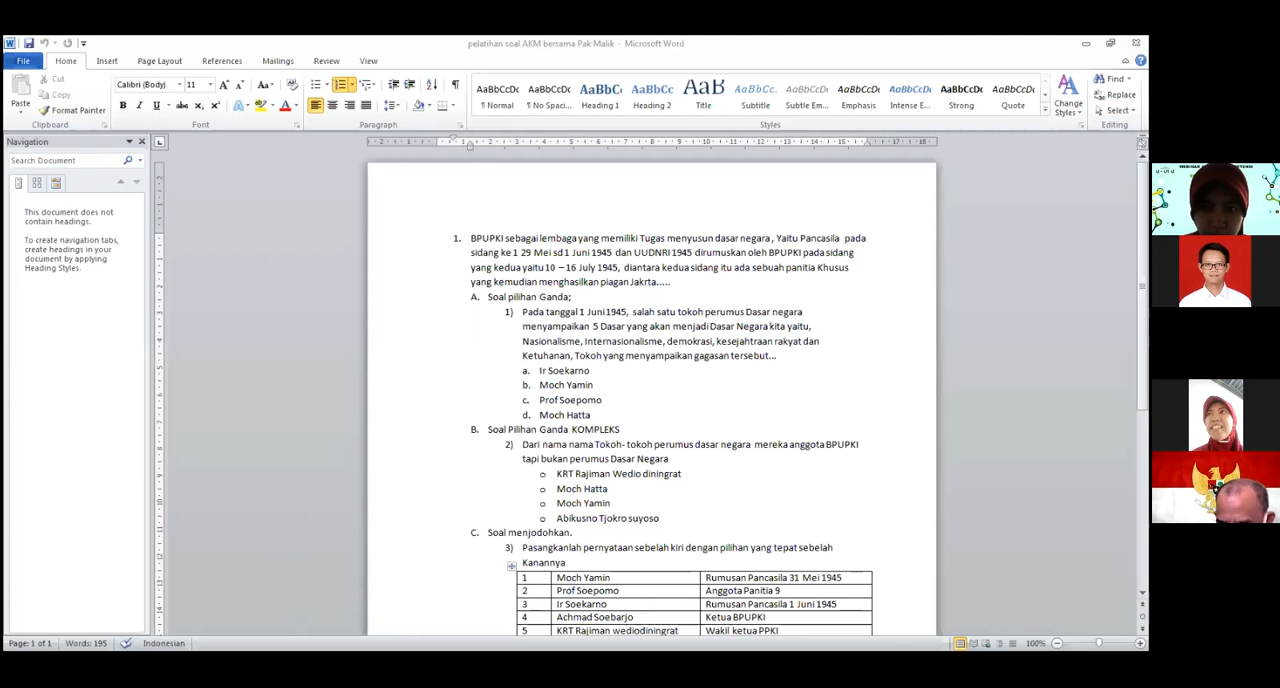 pelatihan soal AKM bersama Pak Malik - Microsoft Word
File Home Insert Page Layout References Mailings Review View
Cut
Copy
Format Painter
Paste
Clipboard
Calibri (Body) 11
Font
Paragraph
AaBbCcDc AaBbCcDc AaBbC AaBbCc AaB AaBbCc. AaBbCcDc AaBbCcDc AaBbCcDc AaBbCcDc AaBbCcDc
¶ Normal ¶ No Spaci... Heading 1 Heading 2 Title Subtitle Subtle Em... Emphasis Intense E... Strong Quote
Styles
Change
Styles
Find
Replace
Select
Editing
Navigation
Search Document
This document does not
contain headings.
To create navigation tabs,
create headings in your
document by applying
Heading Styles.
1. BPUPKI sebagai lembaga yang memiliki Tugas menyusun dasar negara , Yaitu Pancasila pada
sidang ke 1 29 Mei sd 1 Juni 1945 dan UUDNRI 1945 dirumuskan oleh BPUPKI pada sidang
yang kedua yaitu 10 – 16 July 1945, diantara kedua sidang itu ada sebuah panitia Khusus
yang kemudian menghasilkan piagan Jakrta.....
A. Soal pilihan Ganda;
1) Pada tanggal 1 Juni 1945, salah satu tokoh perumus Dasar negara
menyampaikan 5 Dasar yang akan menjadi Dasar Negara kita yaitu,
Nasionalisme, Internasionalisme, demokrasi, kesejahtraan rakyat dan
Ketuhanan, Tokoh yang menyampaikan gagasan tersebut...
a. Ir Soekarno
b. Moch Yamin
c. Prof Soepomo
d. Moch Hatta
B. Soal Pilihan Ganda KOMPLEKS
2) Dari nama nama Tokoh- tokoh perumus dasar negara mereka anggota BPUPKI
tapi bukan perumus Dasar Negara
o KRT Rajiman Wedio diningrat
o Moch Hatta
o Moch Yamin
o Abikusno Tjokro suyoso
C. Soal menjodohkan.
3) Pasangkanlah pernyataan sebelah kiri dengan pilihan yang tepat sebelah
Kanannya
1 Moch Yamin Rumusan Pancasila 31 Mei 1945
2 Prof Soepomo Anggota Panitia 9
3 Ir Soekarno Rumusan Pancasila 1 Juni 1945
4 Achmad Soebarjo Ketua BPUPKI
5 KRT Rajiman wediodiningrat Wakil ketua PPKI
Page: 1 of 1 Words: 195 Indonesian 100%